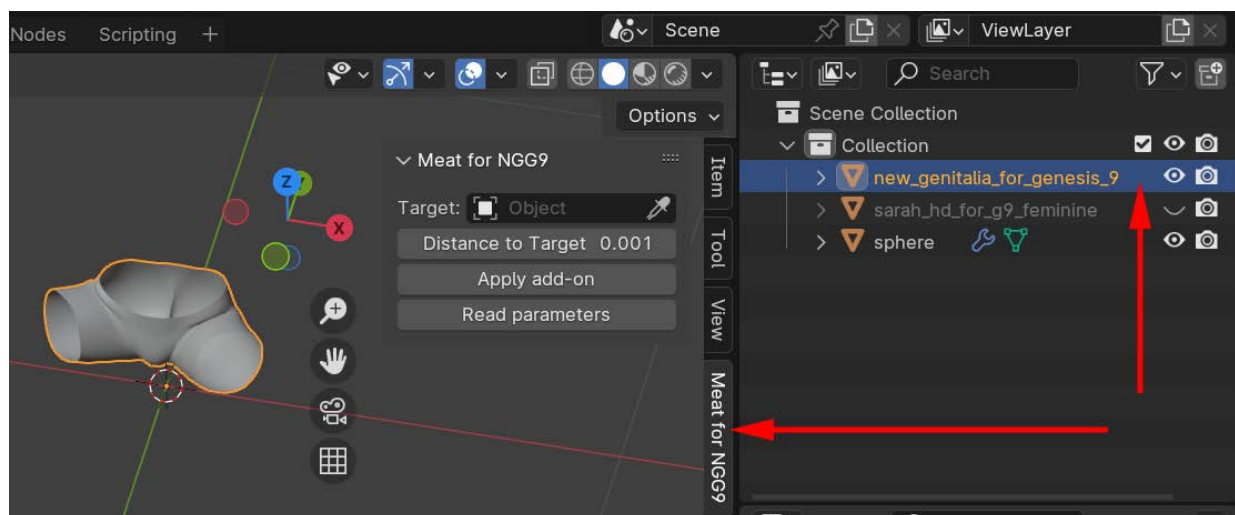 Nodes Scripting + Scene ViewLayer
Search
Options
Scene Collection
Collection
Meat for NGG9
new_genitalia_for_genesis_9
Target: Object
sarah_hd_for_g9_feminine
Distance to Target 0.001
sphere
Apply add-on
Read parameters
Z
Y
X
Item
Tool
View
Meat for NGG9